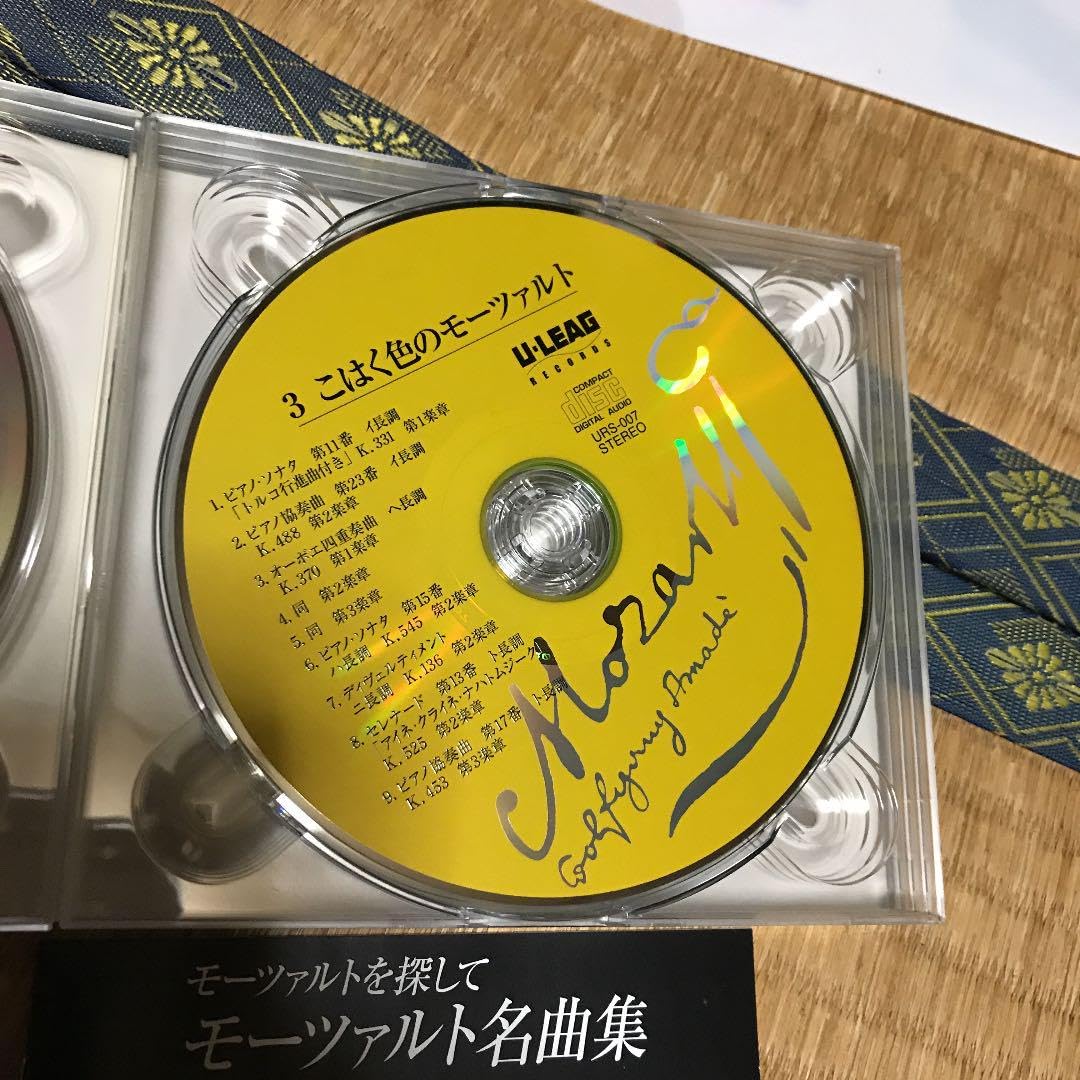 3 こはく色のモーツァルト
U·LEAG
RECORDS
COMPACT
disc
DIGITAL AUDIO
URS-007
STEREO
1. ピアノ・ソナタ 第11番 イ長調
「トルコ行進曲付き」K.331 第1楽章
2. ピアノ協奏曲 第23番 イ長調
K.488 第2楽章
3. オーボエ四重奏曲 ヘ長調
K.370 第1楽章
4. 同 第2楽章
5. 同 第3楽章
6. ピアノ・ソナタ 第15番
ハ長調 K.545 第2楽章
7. ディヴェルティメント
ニ長調 K.136 第2楽章
8. セレナード 第13番 ト長調
「アイネ・クライネ・ナハトムジーク」
K.525 第2楽章
9. ピアノ協奏曲 第17番 ト長調
K.453 第3楽章
Mozart
Wolfgang Amadè
モーツァルトを探して
モーツァルト名曲集